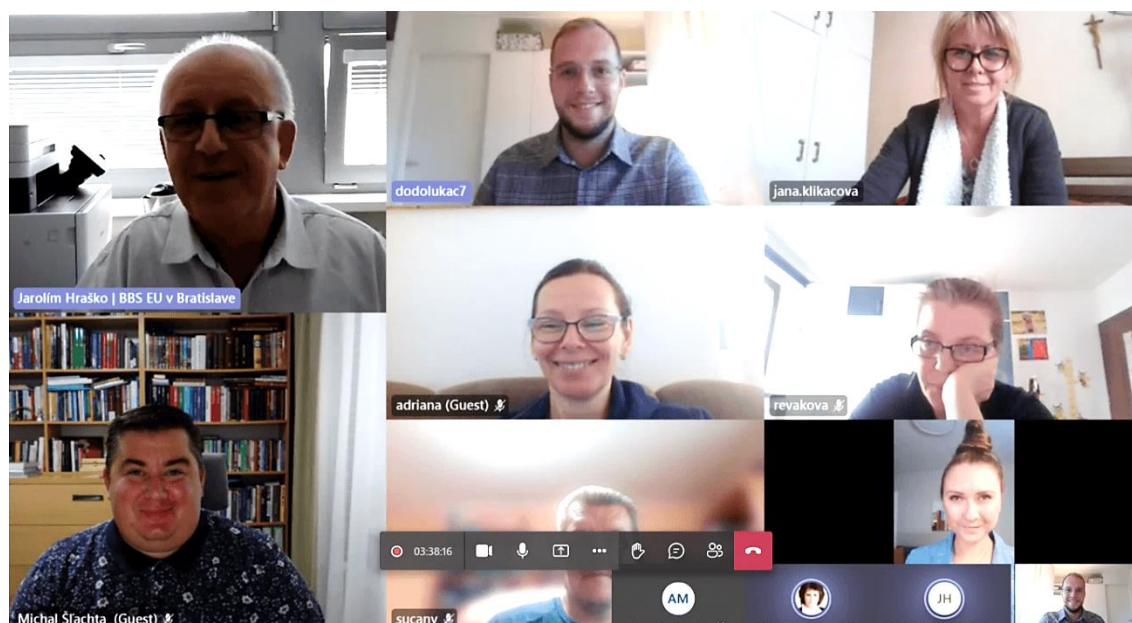 Jarolím Hraško | BBS EU v Bratislave
dodolukac7
jana.klikacova
adriana (Guest)
revakova
Michal Šľachta (Guest)
sucany
03:38:16
AM
JH